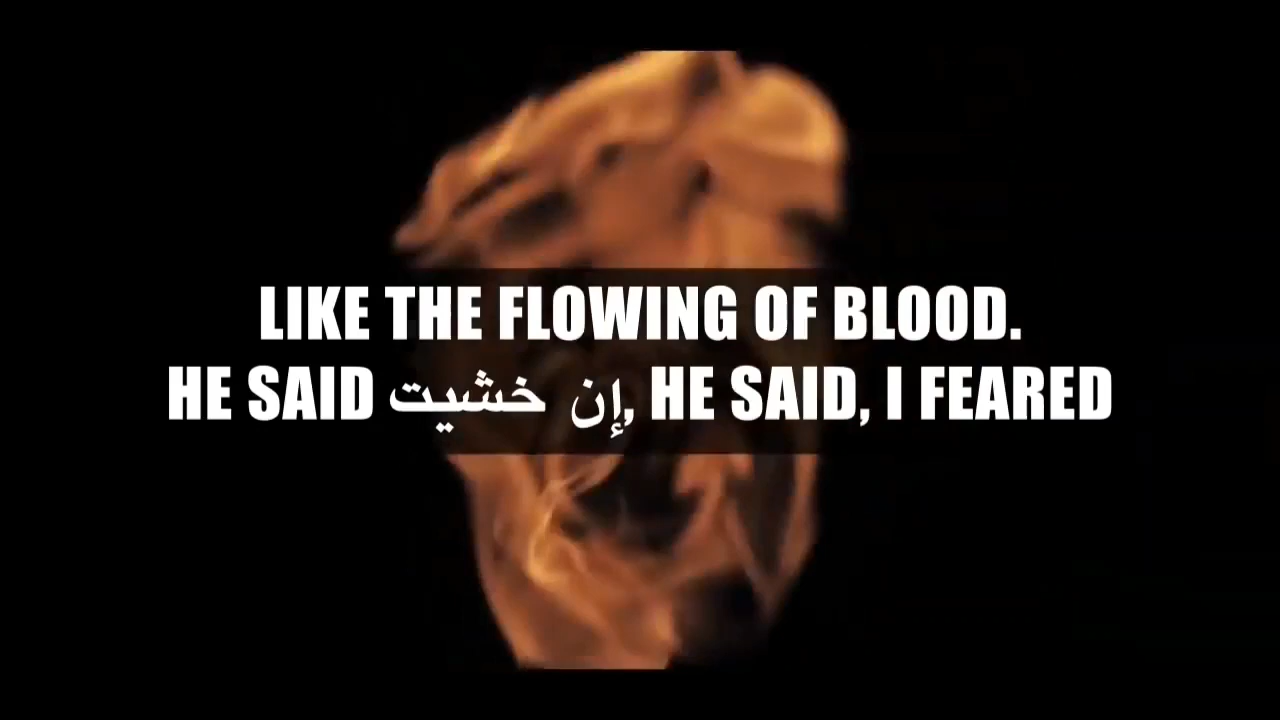 LIKE THE FLOWING OF BLOOD.
HE SAID إن خشيت, HE SAID, I FEARED